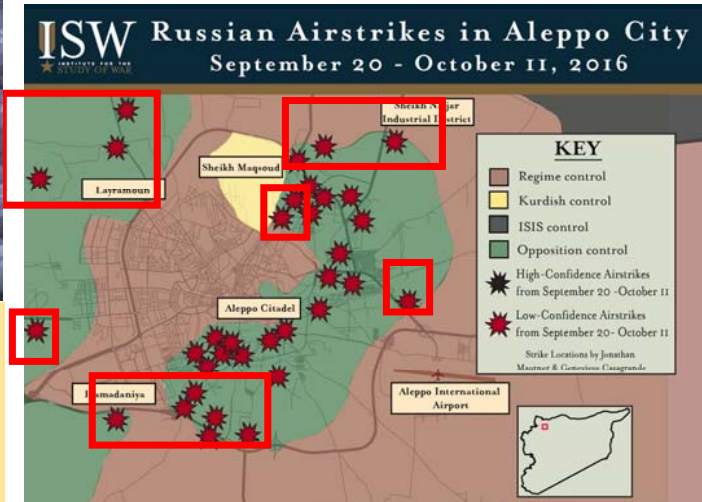 ISW
INSTITUTE FOR THE
STUDY OF WAR
Russian Airstrikes in Aleppo City
September 20 - October 11, 2016
Sheikh Najjar
Industrial District
Sheikh Maqsoud
Layramoun
Aleppo Citadel
Hamadaniya
Aleppo International
Airport
KEY
Regime control
Kurdish control
ISIS control
Opposition control
High-Confidence Airstrikes
from September 20 -October 11
Low-Confidence Airstrikes
from September 20- October 11
Strike Locations by Jonathan
Mautner & Genevieve Casagrande